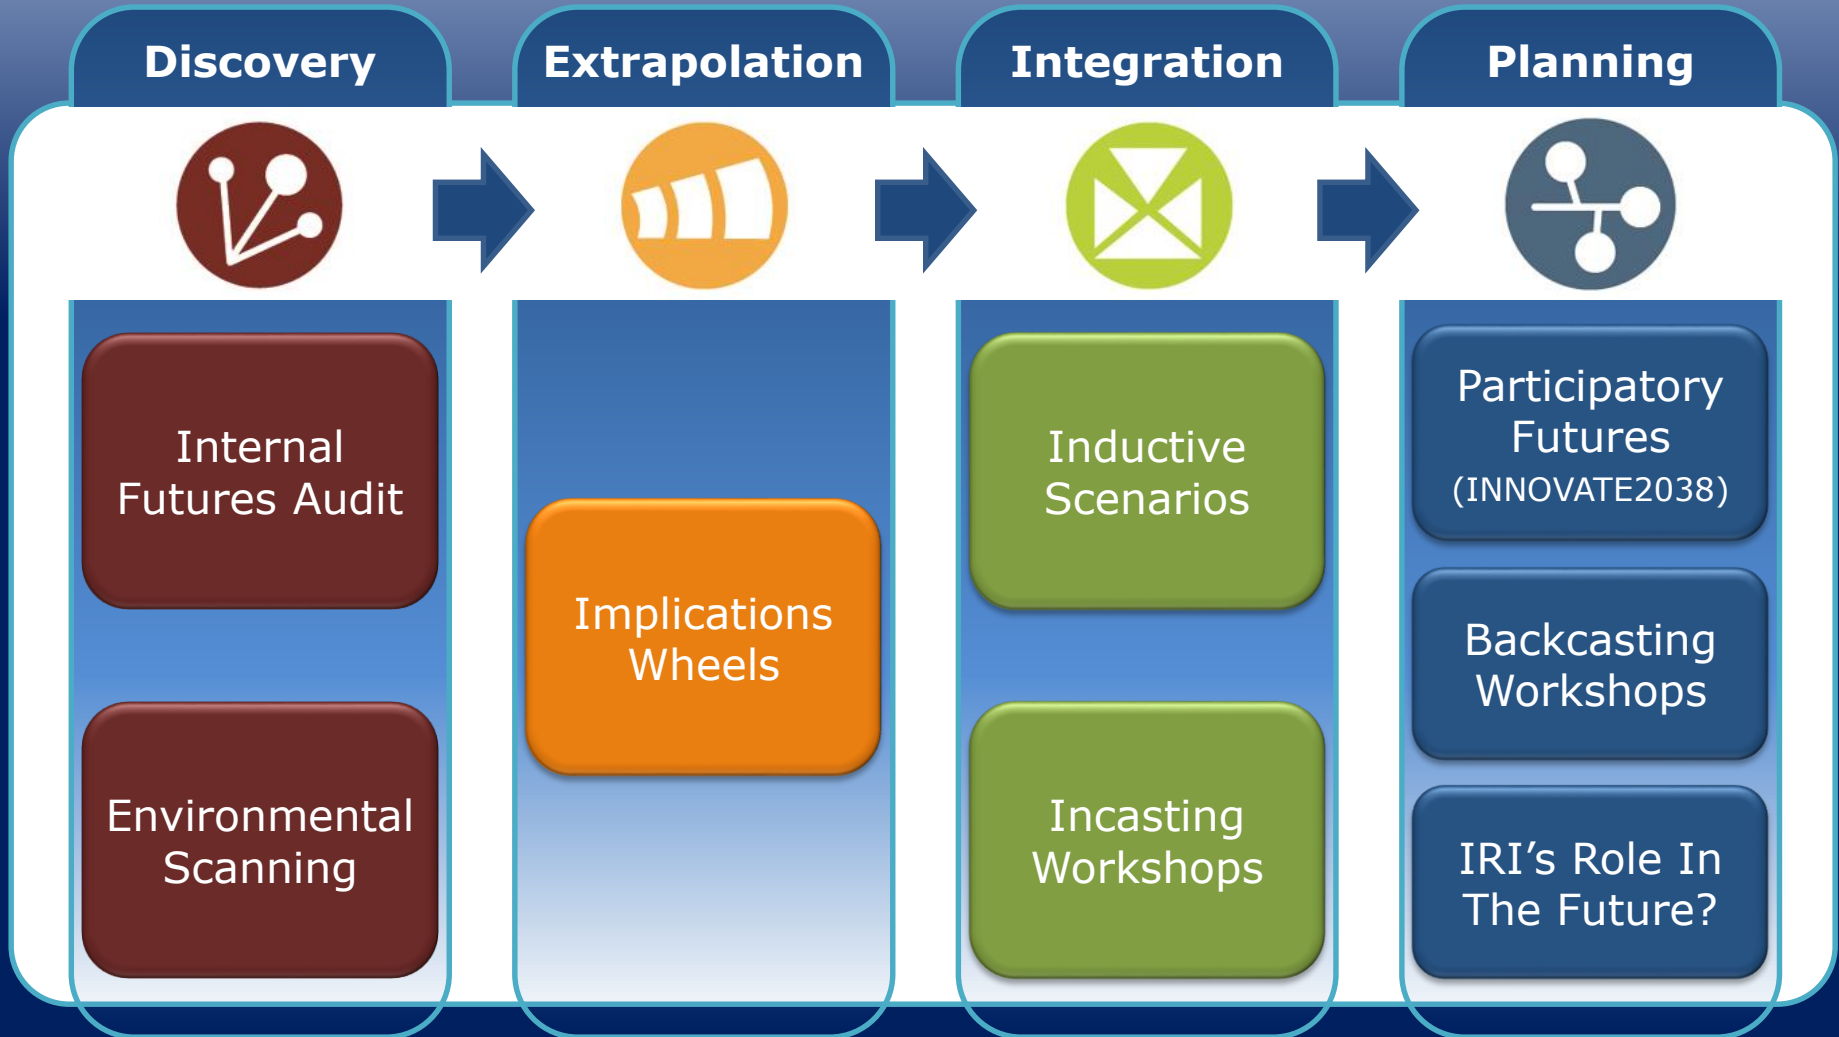 Discovery
Extrapolation
Integration
Planning
Internal
Futures Audit
Environmental
Scanning
Implications
Wheels
Inductive
Scenarios
Incasting
Workshops
Participatory
Futures
(INNOVATE2038)
Backcasting
Workshops
IRI’s Role In
The Future?